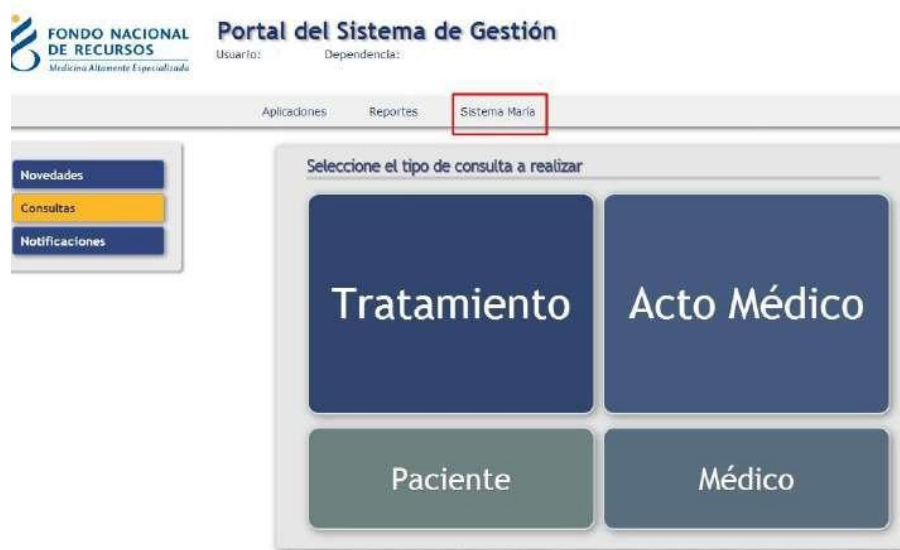 FONDO NACIONAL
DE RECURSOS
Medicina Altamente Especializada
Portal del Sistema de Gestión
Usuario: Dependencia:
Aplicaciones Reportes Sistema María
Novedades
Consultas
Notificaciones
Seleccione el tipo de consulta a realizar
Tratamiento Acto Médico
Paciente Médico